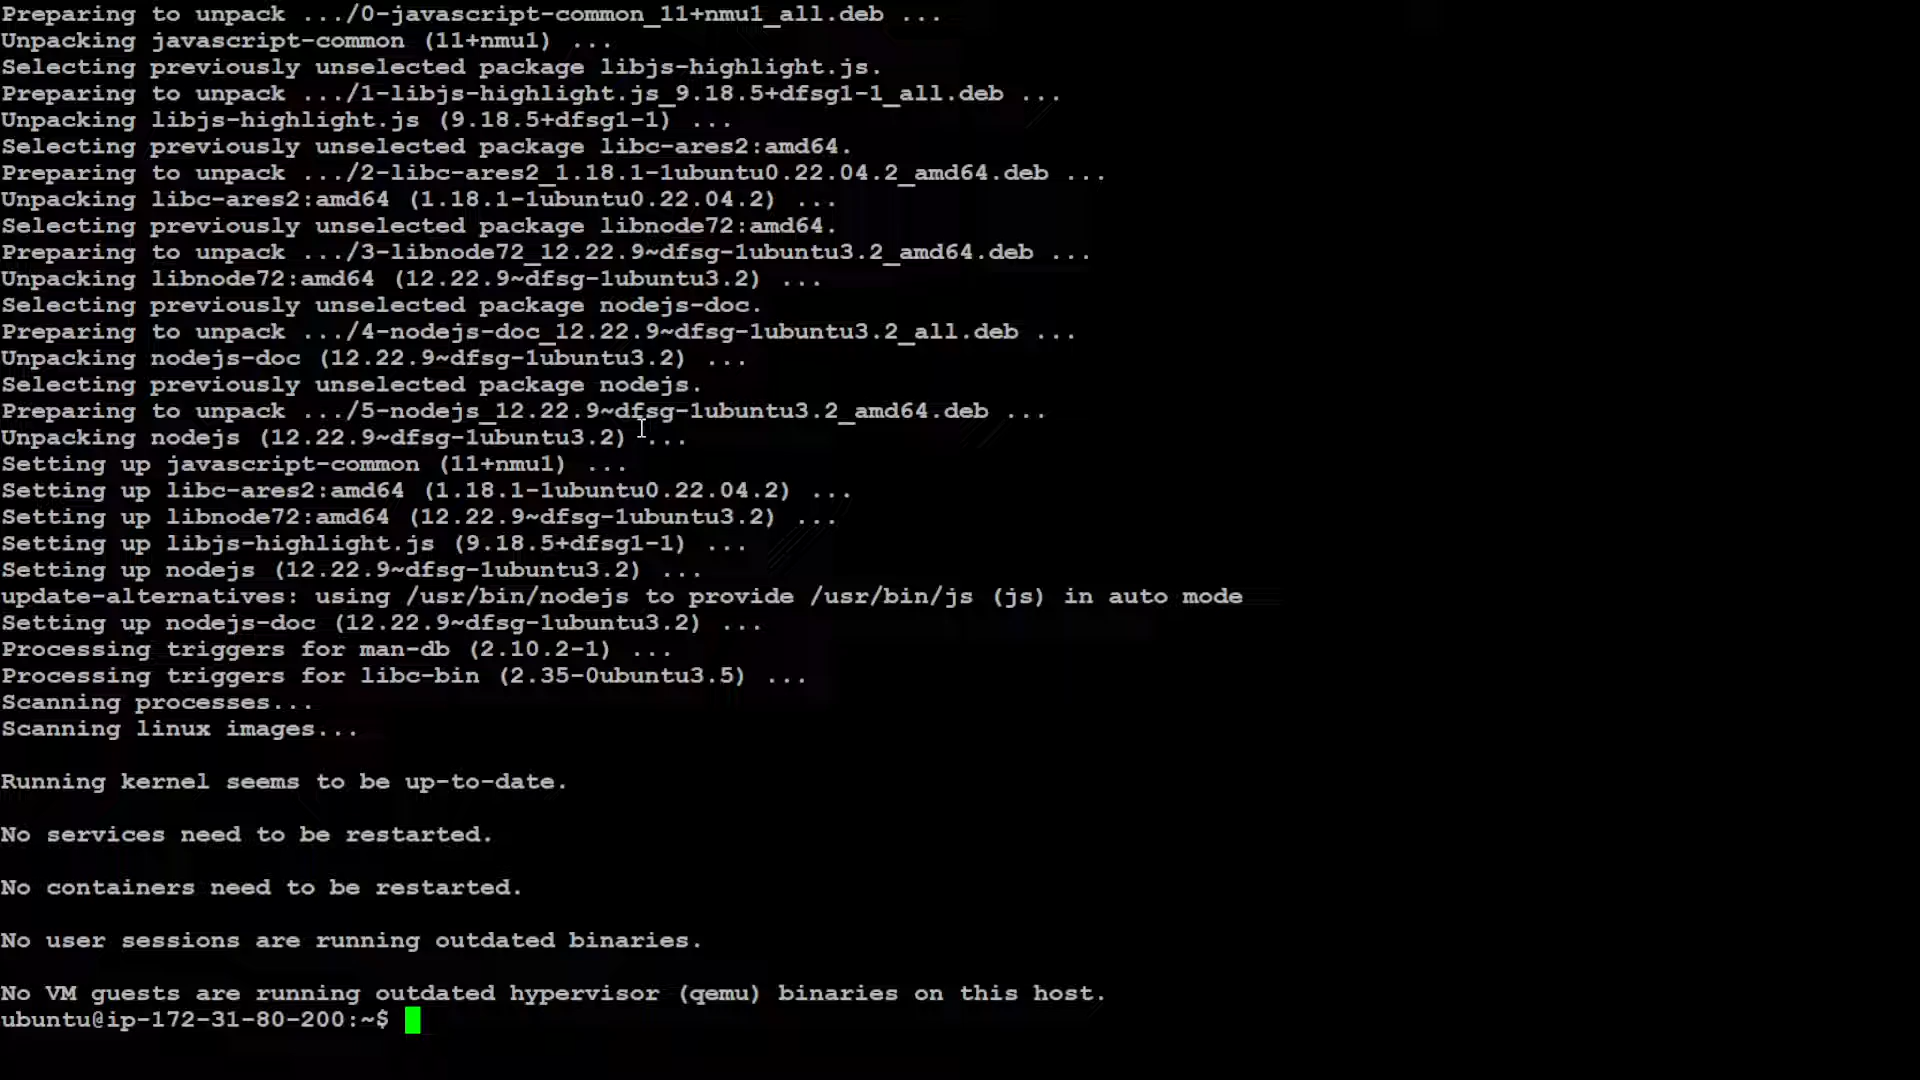 Preparing to unpack .../0-javascript-common_11+nmu1_all.deb ...
Unpacking javascript-common (11+nmu1) ...
Selecting previously unselected package libjs-highlight.js.
Preparing to unpack .../1-libjs-highlight.js_9.18.5+dfsg1-1_all.deb ...
Unpacking libjs-highlight.js (9.18.5+dfsg1-1) ...
Selecting previously unselected package libc-ares2:amd64.
Preparing to unpack .../2-libc-ares2_1.18.1-1ubuntu0.22.04.2_amd64.deb ...
Unpacking libc-ares2:amd64 (1.18.1-1ubuntu0.22.04.2) ...
Selecting previously unselected package libnode72:amd64.
Preparing to unpack .../3-libnode72_12.22.9~dfsg-1ubuntu3.2_amd64.deb ...
Unpacking libnode72:amd64 (12.22.9~dfsg-1ubuntu3.2) ...
Selecting previously unselected package nodejs-doc.
Preparing to unpack .../4-nodejs-doc_12.22.9~dfsg-1ubuntu3.2_all.deb ...
Unpacking nodejs-doc (12.22.9~dfsg-1ubuntu3.2) ...
Selecting previously unselected package nodejs.
Preparing to unpack .../5-nodejs_12.22.9~dfsg-1ubuntu3.2_amd64.deb ...
Unpacking nodejs (12.22.9~dfsg-1ubuntu3.2) ...
Setting up javascript-common (11+nmu1) ...
Setting up libc-ares2:amd64 (1.18.1-1ubuntu0.22.04.2) ...
Setting up libnode72:amd64 (12.22.9~dfsg-1ubuntu3.2) ...
Setting up libjs-highlight.js (9.18.5+dfsg1-1) ...
Setting up nodejs (12.22.9~dfsg-1ubuntu3.2) ...
update-alternatives: using /usr/bin/nodejs to provide /usr/bin/js (js) in auto mode
Setting up nodejs-doc (12.22.9~dfsg-1ubuntu3.2) ...
Processing triggers for man-db (2.10.2-1) ...
Processing triggers for libc-bin (2.35-0ubuntu3.5) ...
Scanning processes...
Scanning linux images...
Running kernel seems to be up-to-date.
No services need to be restarted.
No containers need to be restarted.
No user sessions are running outdated binaries.
No VM guests are running outdated hypervisor (qemu) binaries on this host.
ubuntu@ip-172-31-80-200:~$